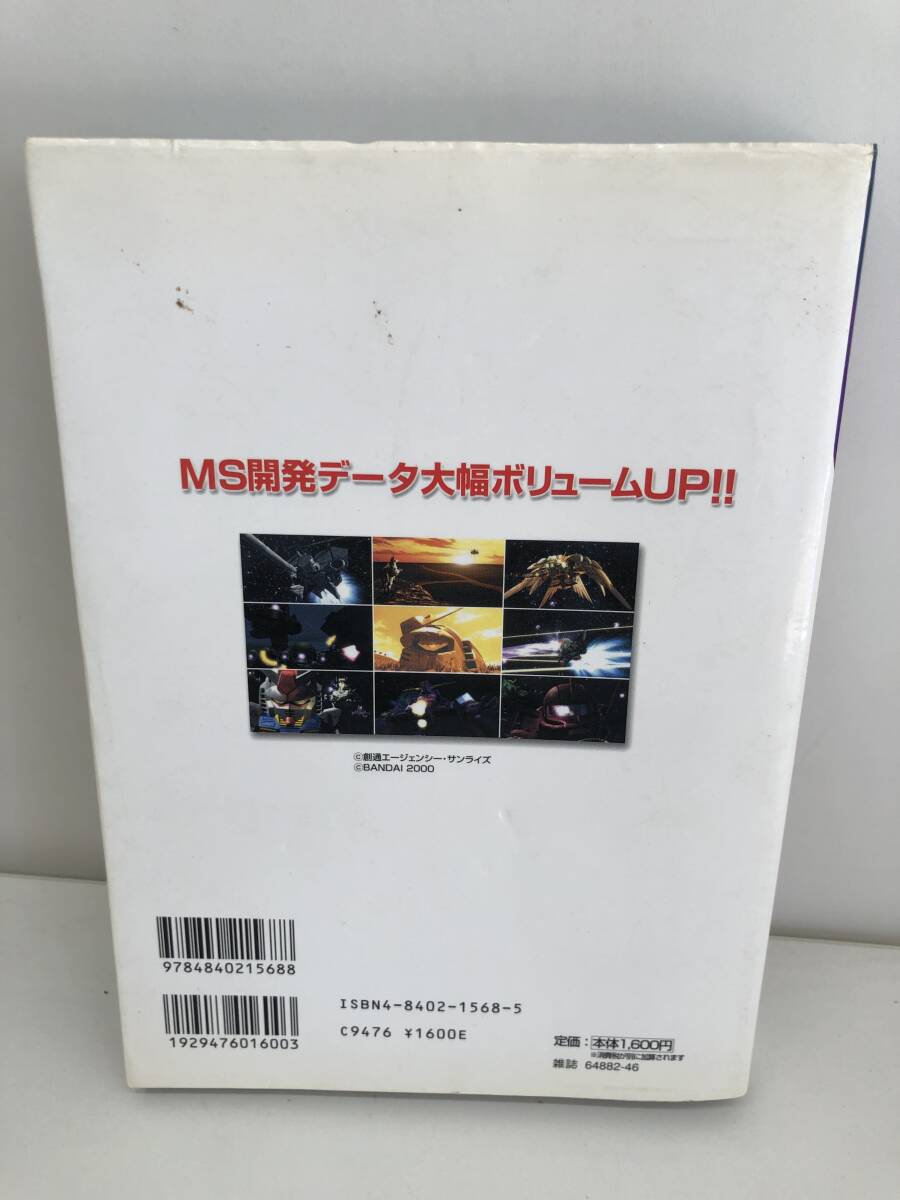 MS開発データ大幅ボリュームUP!!
©創通エージェンシー・サンライズ
©BANDAI 2000
9784840215688
1929476016003
ISBN4-8402-1568-5
C9476 ¥1600E
定価：本体1,600円
※消費税が別に加算されます
雑誌 64882-46